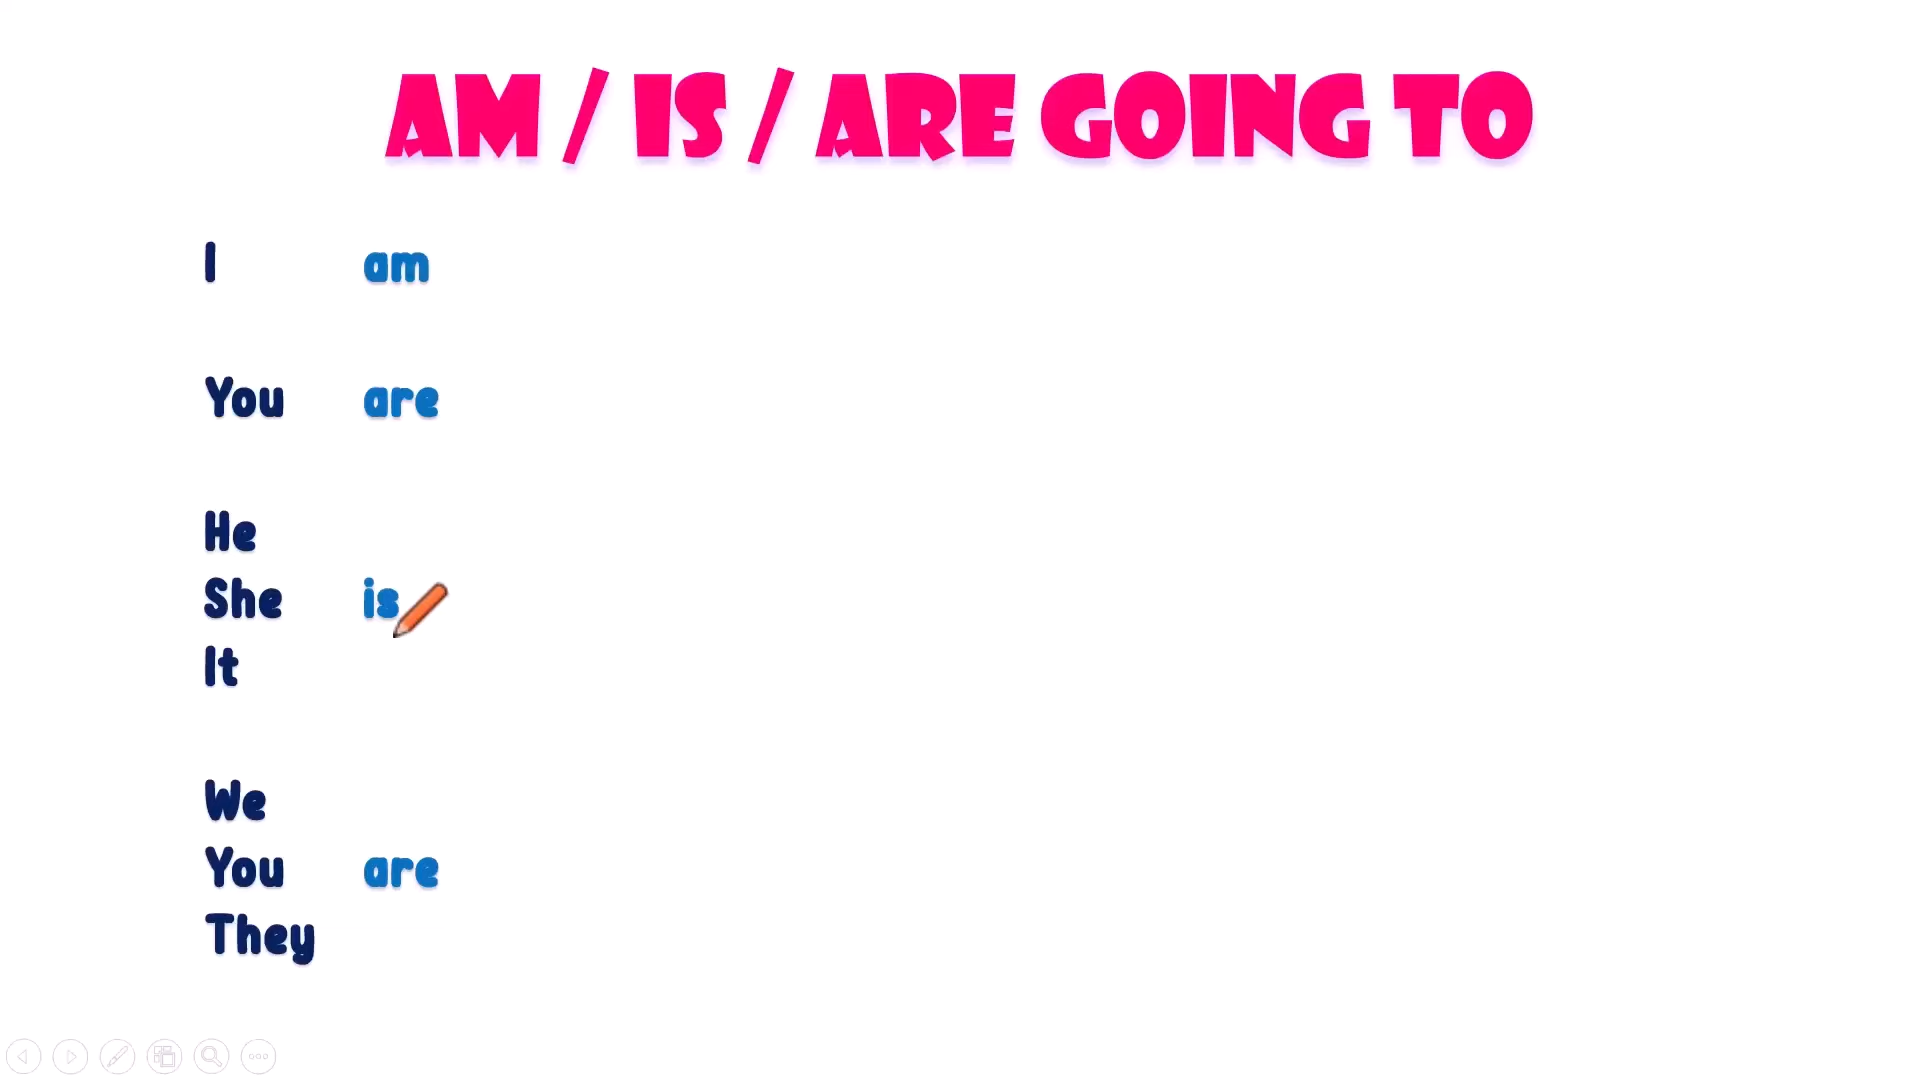 AM / IS / ARE GOING TO
I am
You are
He
She is
It
We
You are
They